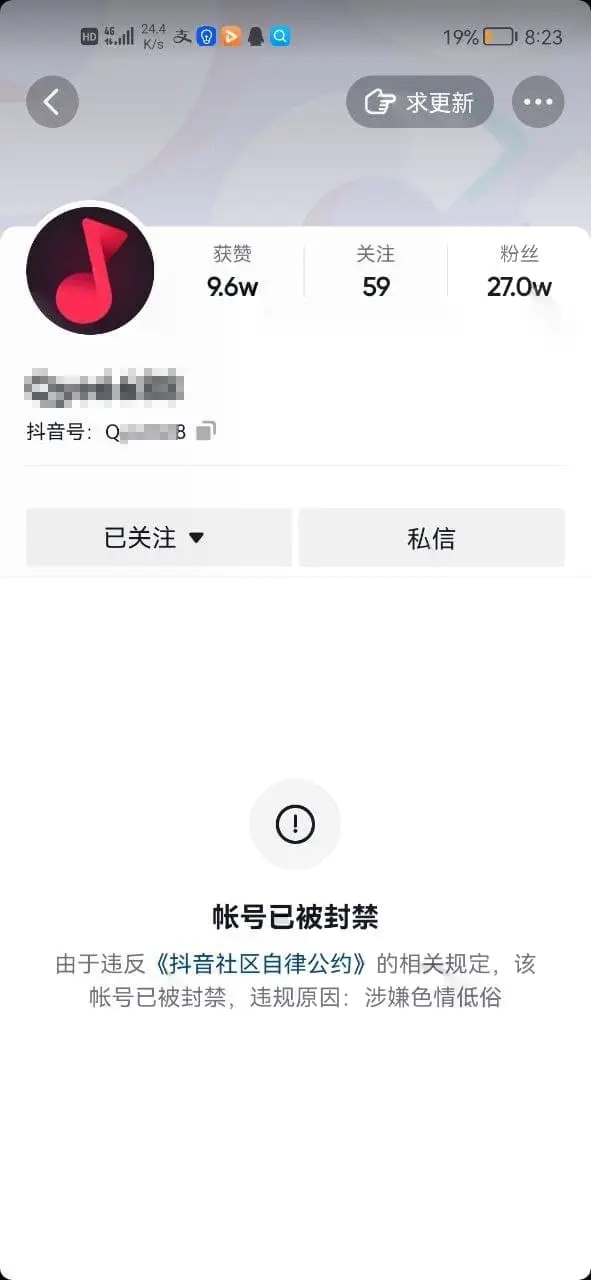 HD 4G 24.4 K/s 19% 8:23
求更新
获赞 关注 粉丝
9.6w 59 27.0w
抖音号：Q 8
已关注 私信
帐号已被封禁
由于违反《抖音社区自律公约》的相关规定，该
帐号已被封禁，违规原因：涉嫌色情低俗